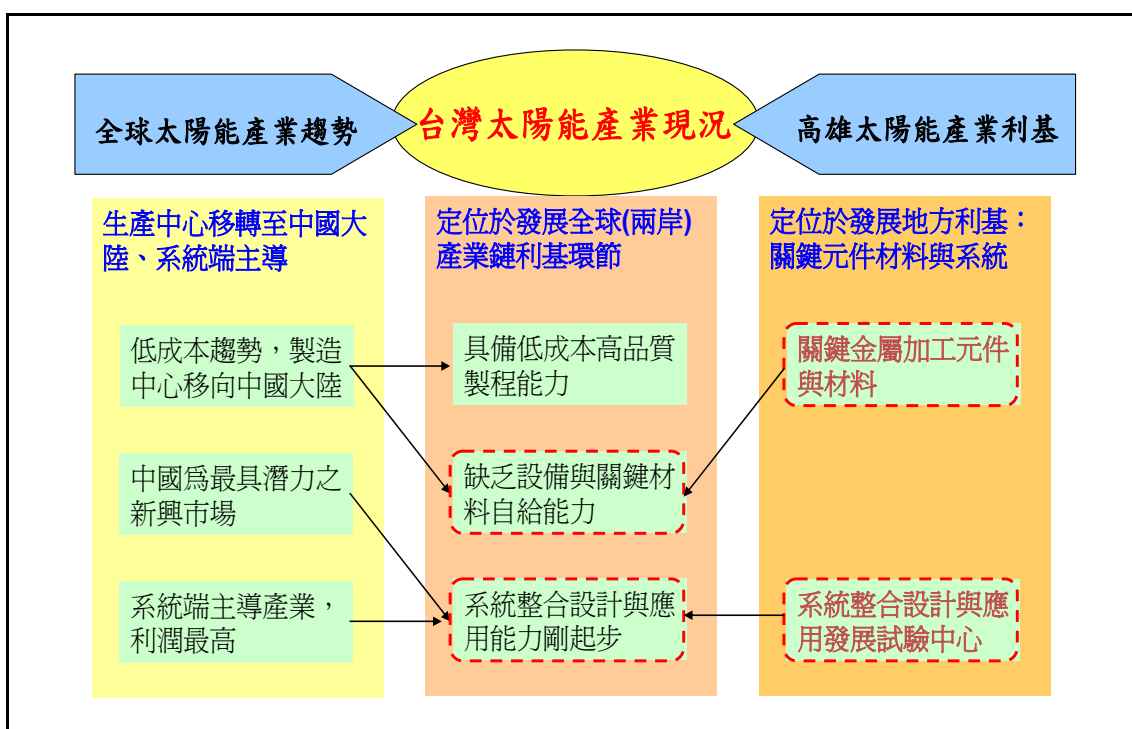 全球太陽能產業趨勢
台灣太陽能產業現況
高雄太陽能產業利基
生產中心移轉至中國大
陸、系統端主導
低成本趨勢，製造
中心移向中國大陸
中國為最具潛力之
新興市場
系統端主導產業，
利潤最高
定位於發展全球(兩岸)
產業鏈利基環節
具備低成本高品質
製程能力
缺乏設備與關鍵材
料自給能力
系統整合設計與應
用能力剛起步
定位於發展地方利基：
關鍵元件材料與系統
關鍵金屬加工元件
與材料
系統整合設計與應
用發展試驗中心